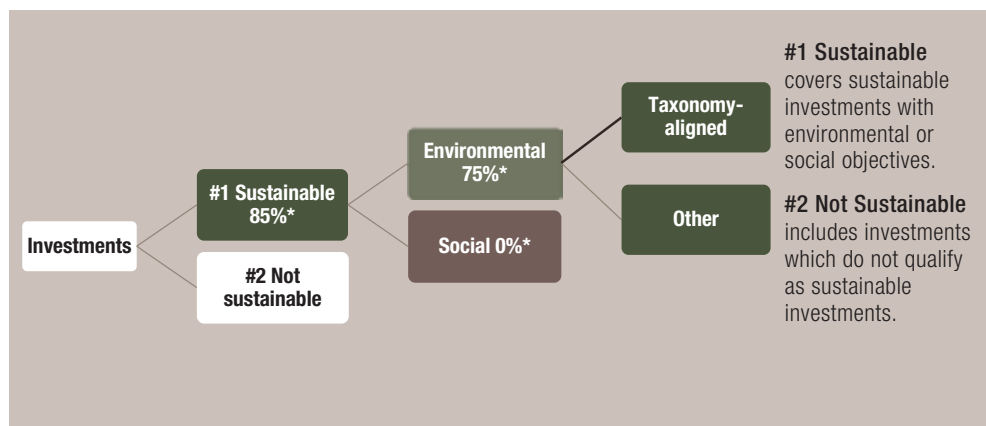 Investments
#1 Sustainable
85%*
#2 Not
sustainable
Environmental
75%*
Social 0%*
Taxonomy-
aligned
Other
#1 Sustainable
covers sustainable
investments with
environmental or
social objectives.
#2 Not Sustainable
includes investments
which do not qualify
as sustainable
investments.